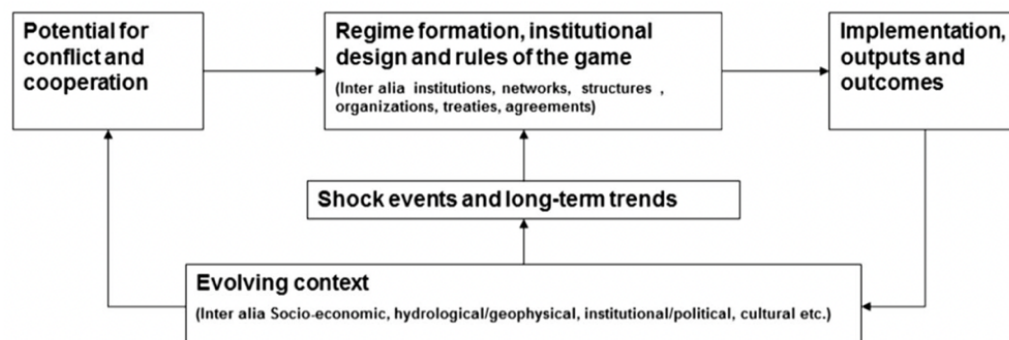 Potential for
conflict and
cooperation
Regime formation, institutional
design and rules of the game
(Inter alia institutions, networks, structures ,
organizations, treaties, agreements)
Implementation,
outputs and
outcomes
Shock events and long-term trends
Evolving context
(Inter alia Socio-economic, hydrological/geophysical, institutional/political, cultural etc.)